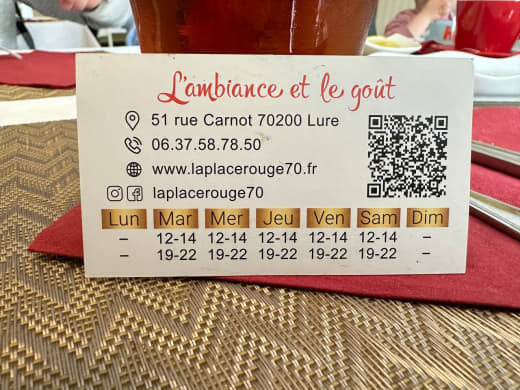 L'ambiance et le goût
51 rue Carnot 70200 Lure
06.37.58.78.50
www.laplacerouge70.fr
laplacerouge70
Lun Mar Mer Jeu Ven Sam Dim
– 12-14 12-14 12-14 12-14 12-14 –
– 19-22 19-22 19-22 19-22 19-22 –